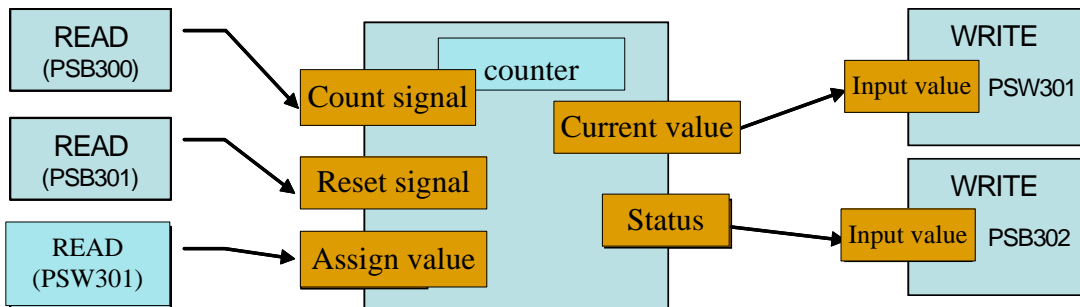 READ
(PSB300)
READ
(PSB301)
READ
(PSW301)
counter
Count signal
Reset signal
Assign value
Current value
Status
WRITE
Input value
PSW301
WRITE
Input value
PSB302